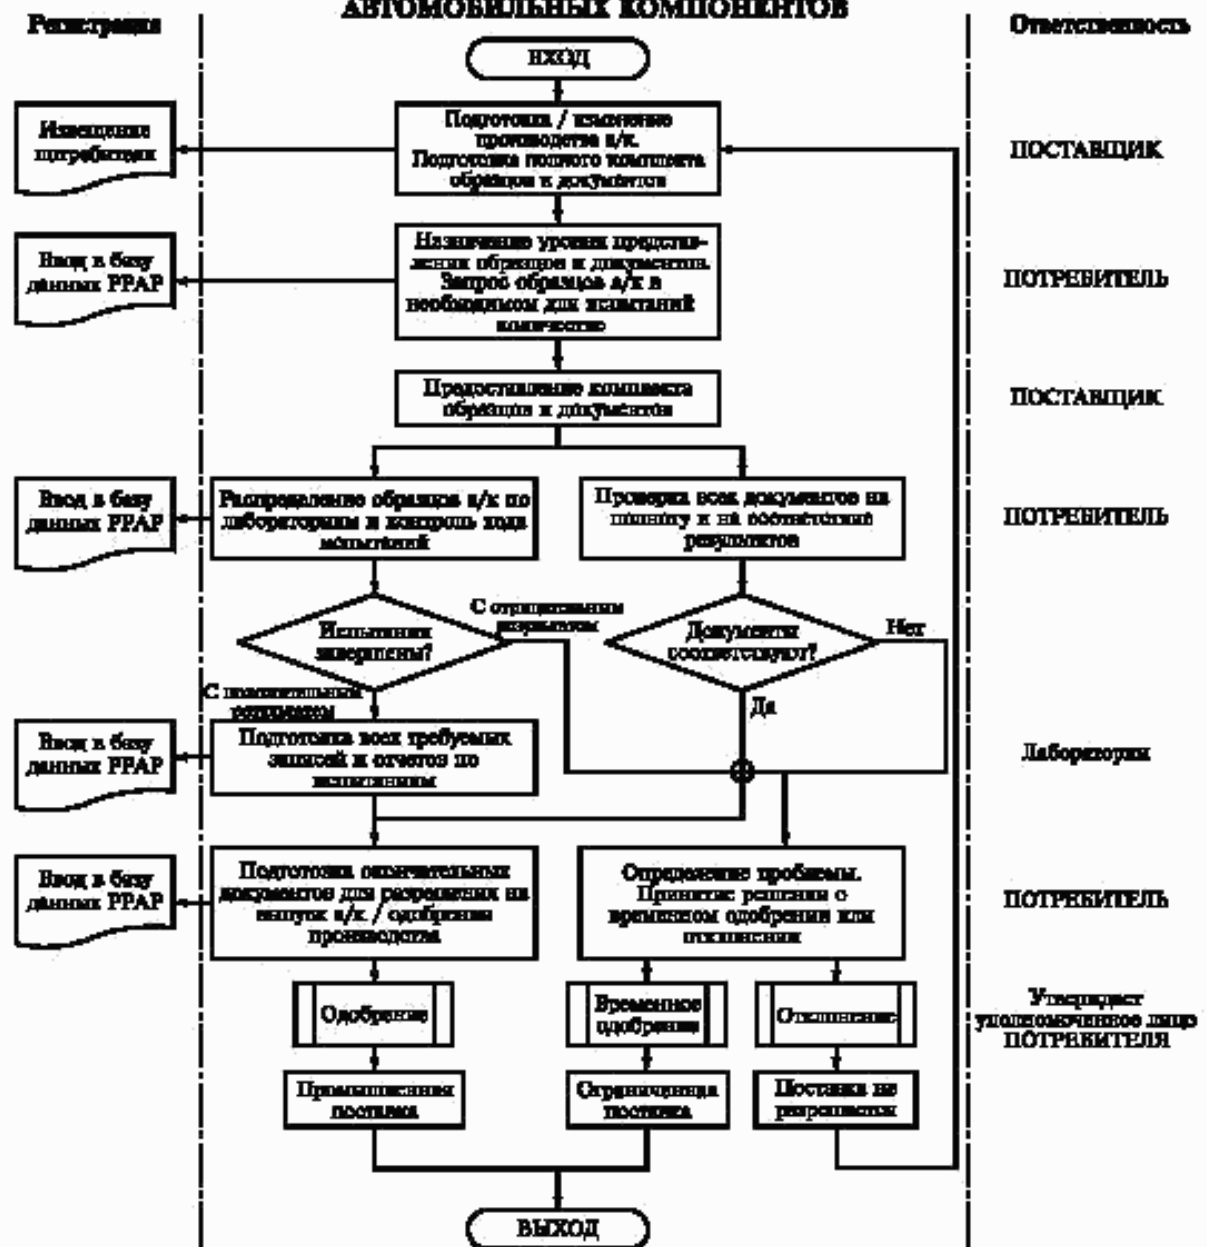 АВТОМОБИЛЬНЫХ КОМПОНЕНТОВ
Регистрация
Ответственность
ВХОД
Извещение
потребителя
Подготовка / изменение
производства а/к.
Подготовка полного комплекта
образцов и документов
ПОСТАВЩИК
Ввод в базу
данных PPAP
Назначение уровня представ-
ления образцов и документов.
Запрос образцов а/к в
необходимом для испытаний
количестве
ПОТРЕБИТЕЛЬ
Предоставление комплекта
образцов и документов
ПОСТАВЩИК
Ввод в базу
данных PPAP
Распределение образцов а/к по
лабораториям и контроль хода
испытаний
Проверка всех документов на
полноту и на соответствие
результатов
ПОТРЕБИТЕЛЬ
Испытания
завершены?
С отрицательным
результатом
Документы
соответствуют?
Нет
С положительным
результатом
Да
Ввод в базу
данных PPAP
Подготовка всех требуемых
записей и отчетов по
испытаниям
Лаборатории
Ввод в базу
данных PPAP
Подготовка окончательных
документов для разрешения на
выпуск а/к / одобрения
производства
Определение проблемы.
Принятие решения о
временном одобрении или
отклонении
ПОТРЕБИТЕЛЬ
Одобрение
Временное
одобрение
Отклонение
Утверждает
уполномоченное лицо
ПОТРЕБИТЕЛЯ
Промышленная
поставка
Ограниченная
поставка
Поставка не
разрешается
ВЫХОД